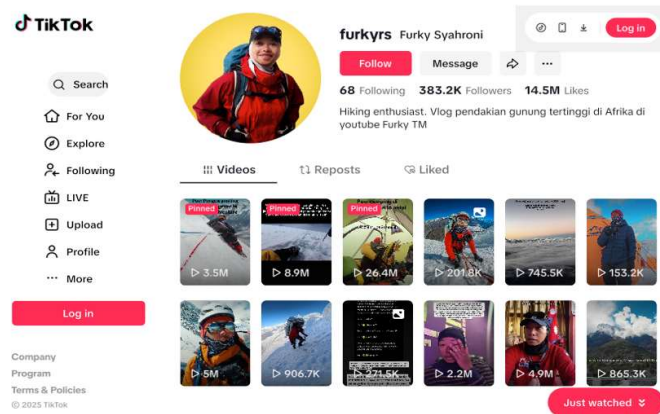 TikTok
Search
For You
Explore
Following
LIVE
Upload
Profile
More
Log in
Company
Program
Terms & Policies
© 2025 TikTok
furkyrs Furky Syahroni
Log in
Follow Message
68 Following 383.2K Followers 14.5M Likes
Hiking enthusiast. Vlog pendakian gunung tertinggi di Afrika di
youtube Furky TM
Videos Reposts Liked
Pinned Pinned Pinned
3.5M 8.9M 26.4M 201.8K 745.5K 153.2K
5M 906.7K 271.5K 2.2M 4.9M 865.3K
Just watched